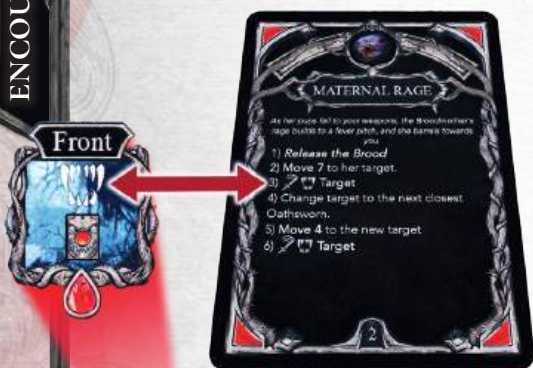 ENCOU
Front
MATERNAL RAGE
As her pups fall to your weapons, the Broodmother's
rage builds to a fever pitch, and she barrels towards
you.
1) Release the Brood
2) Move 7 to her target.
3) Target
4) Change target to the next closest
Oathsworn.
5) Move 4 to the new target
6) Target
2